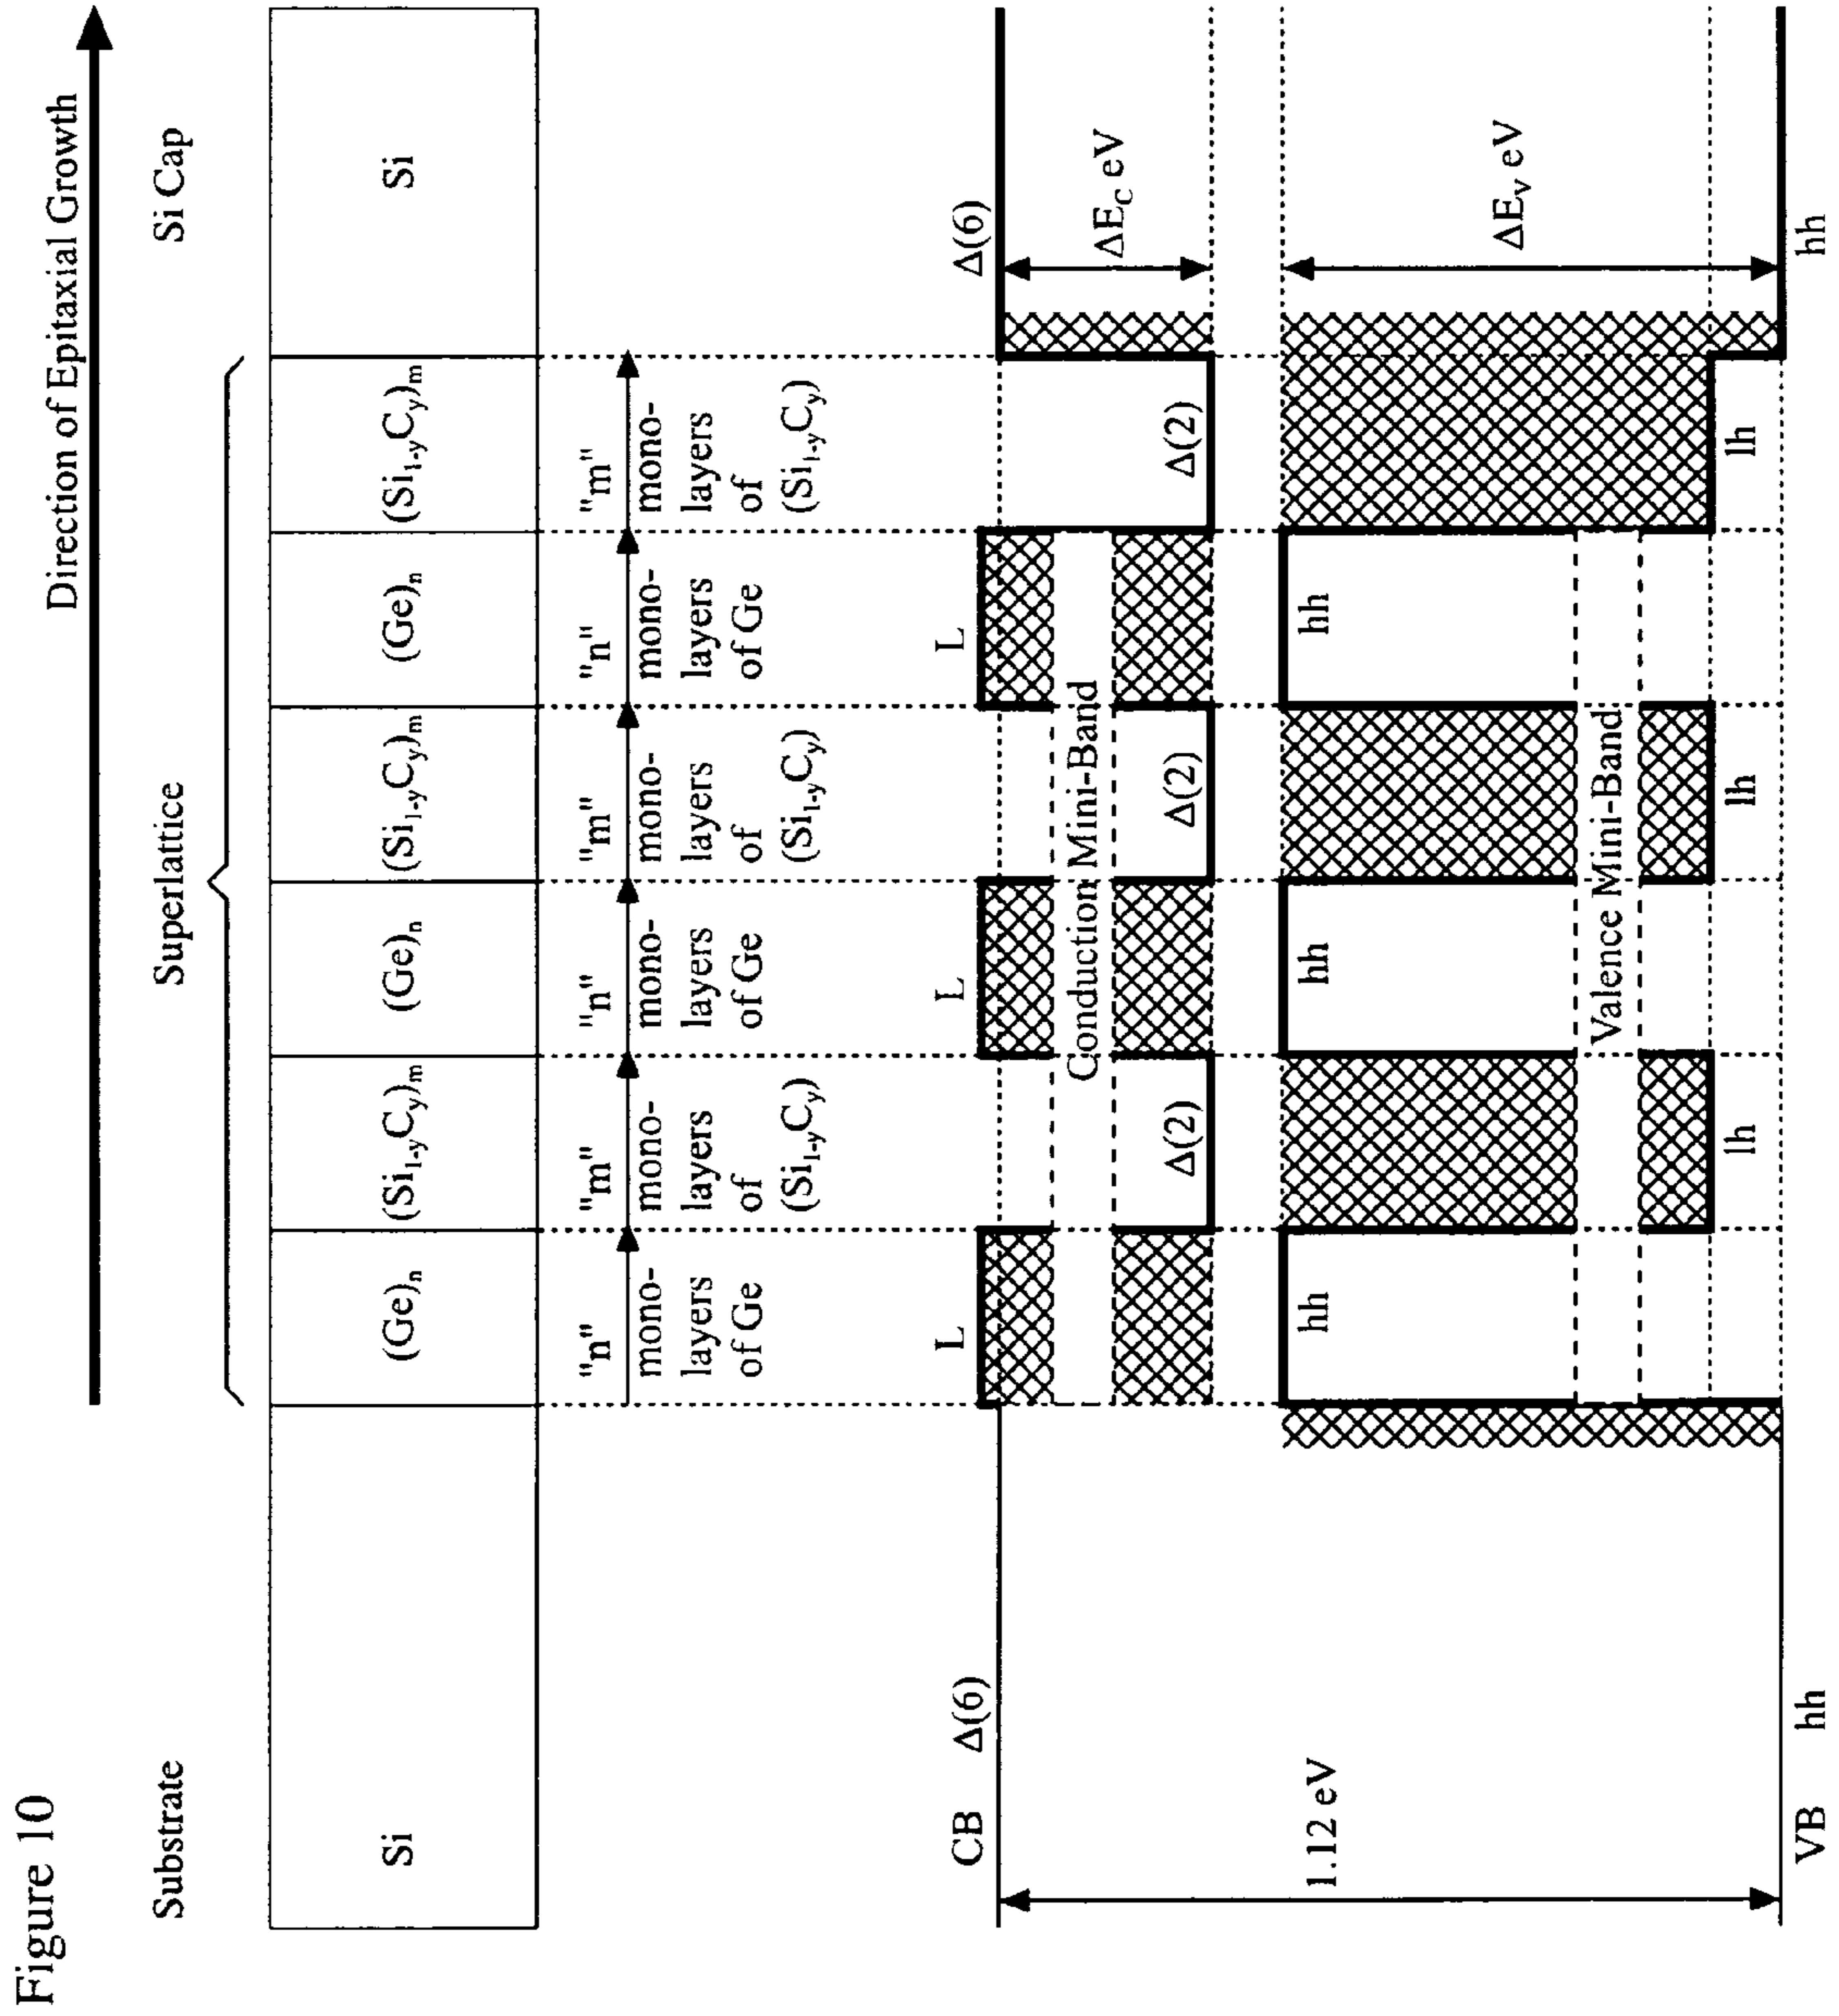 Figure 10
Direction of Epitaxial Growth
Substrate
Superlattice
Si Cap
Si
(Ge)n
(Si1-yCy)m
(Ge)n
(Si1-yCy)m
(Ge)n
(Si1-yCy)m
Si
"n"
mono-
layers
of Ge
"m"
mono-
layers
of
(Si1-yCy)
"n"
mono-
layers
of Ge
"m"
mono-
layers
of
(Si1-yCy)
"n"
mono-
layers
of Ge
"m"
mono-
layers
of
(Si1-yCy)
CB
Δ(6)
L
L
L
Δ(6)
Conduction Mini-Band
ΔEC eV
Δ(2)
Δ(2)
Δ(2)
1.12 eV
hh
hh
hh
ΔEV eV
Valence Mini-Band
lh
lh
lh
VB
hh
hh